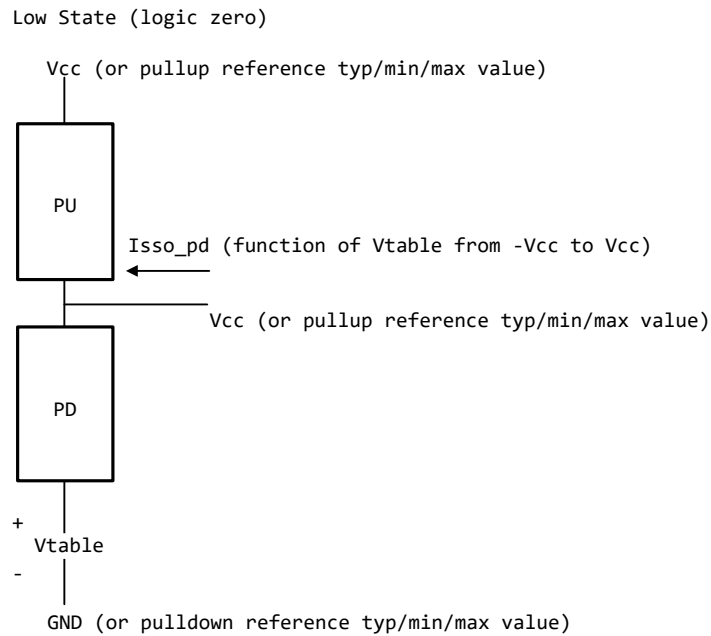 Low State (logic zero)
Vcc (or pullup reference typ/min/max value)
PU
Isso_pd (function of Vtable from -Vcc to Vcc)
Vcc (or pullup reference typ/min/max value)
PD
+
Vtable
-
GND (or pulldown reference typ/min/max value)